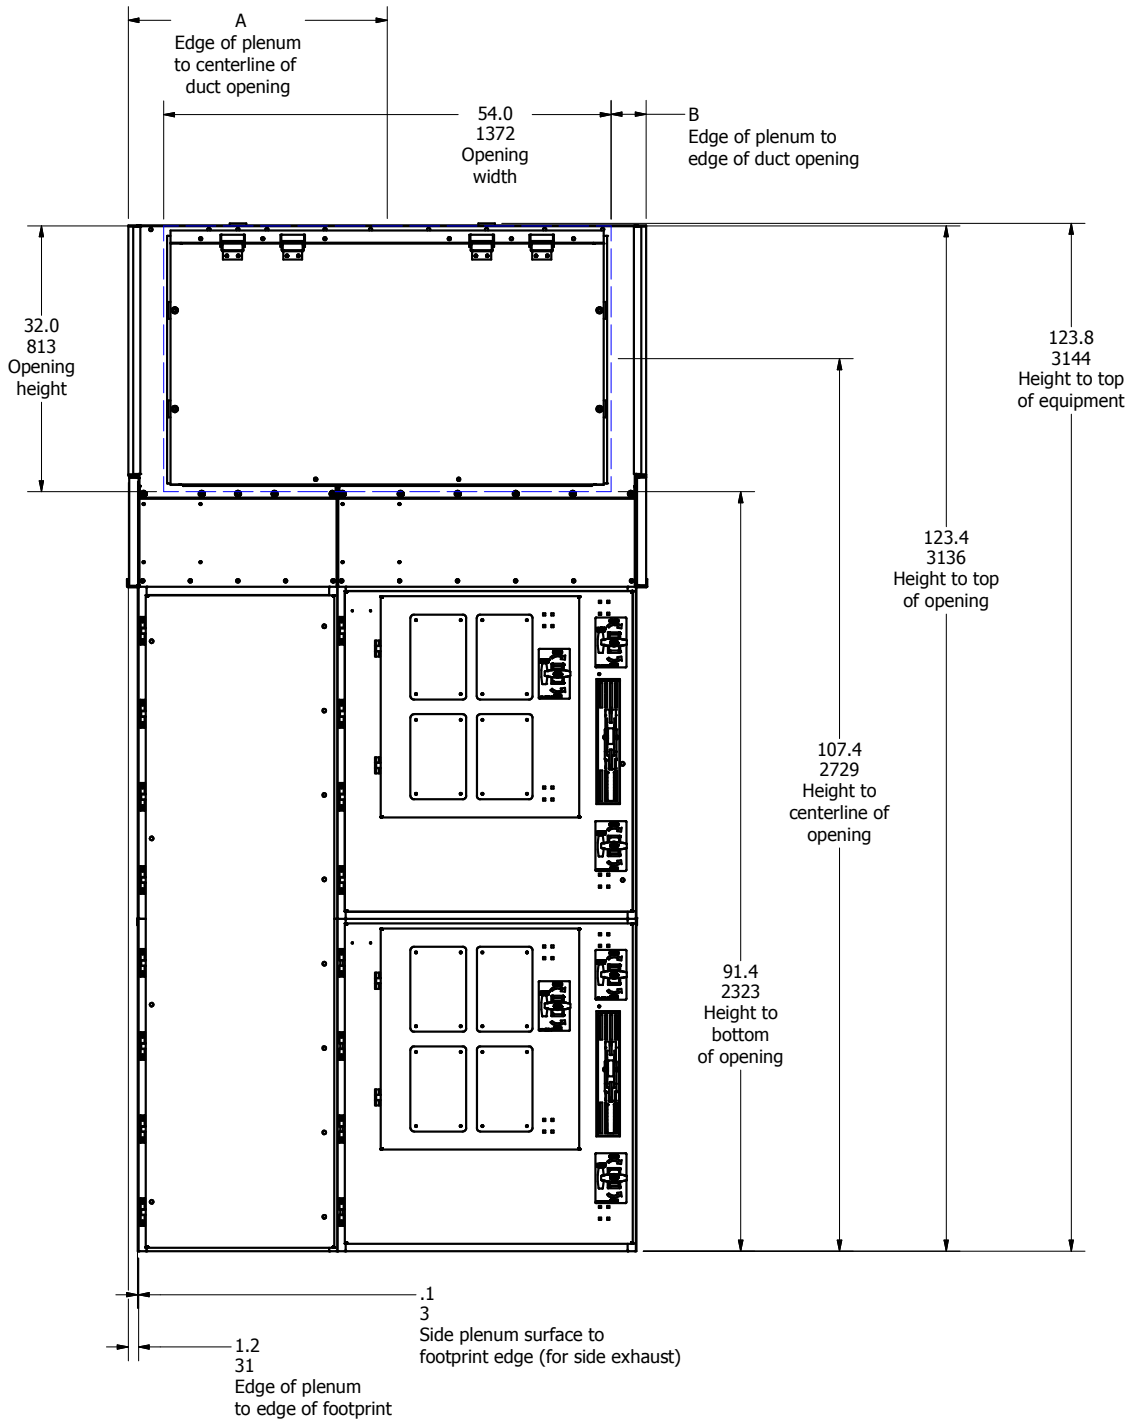 A
Edge of plenum
to centerline of
duct opening
54.0
1372
Opening
width
B
Edge of plenum to
edge of duct opening
32.0
813
Opening
height
123.8
3144
Height to top
of equipment
123.4
3136
Height to top
of opening
107.4
2729
Height to
centerline of
opening
91.4
2323
Height to
bottom
of opening
.1
3
Side plenum surface to
footprint edge (for side exhaust)
1.2
31
Edge of plenum
to edge of footprint